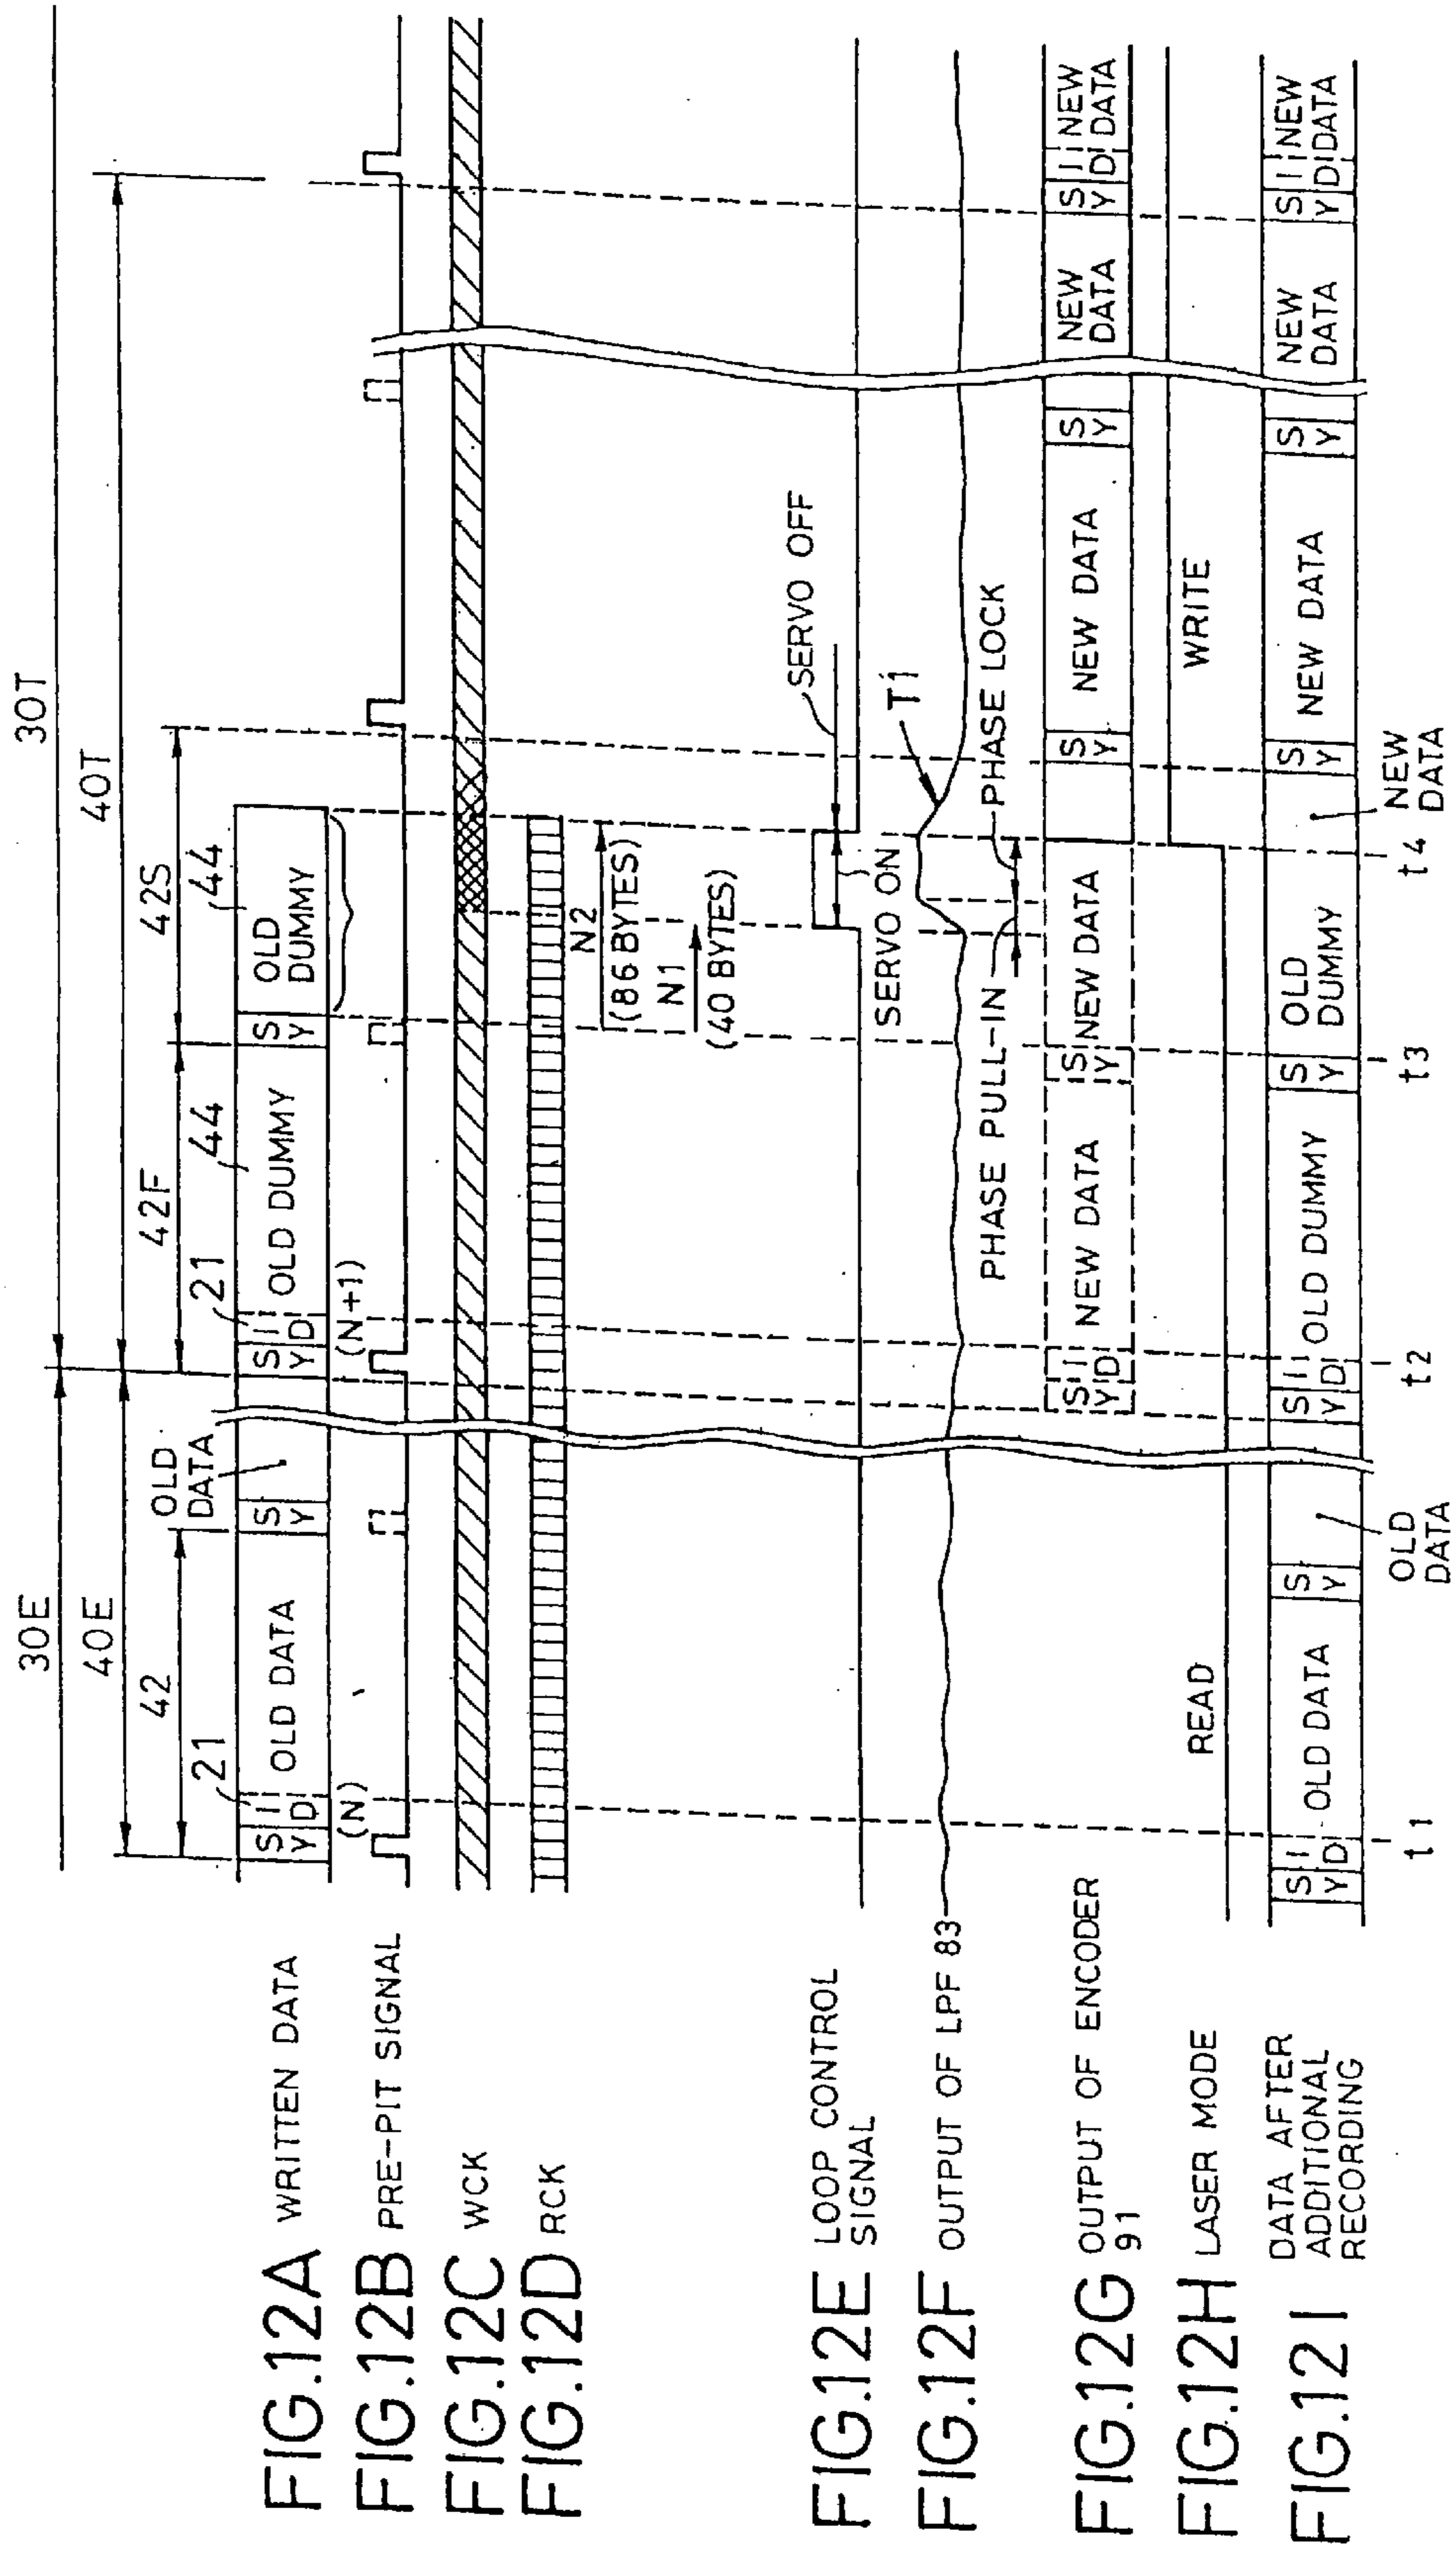 30E
30T
40E
40T
42
42F
42S
21
OLD DATA
21
44
44
FIG.12A WRITTEN DATA
SY
ID
OLD DATA
SY
SY
ID
OLD DUMMY
SY
OLD DUMMY
(N)
(N+1)
FIG.12B PRE-PIT SIGNAL
FIG.12C WCK
FIG.12D RCK
N2
(86 BYTES)
N1
(40 BYTES)
SERVO OFF
FIG.12E LOOP CONTROL
SIGNAL
SERVO ON
T1
FIG.12F OUTPUT OF LPF 83
PHASE PULL-IN
PHASE LOCK
FIG.12G OUTPUT OF ENCODER
91
SY
ID
NEW DATA
SY
NEW DATA
SY
NEW DATA
SY
NEW DATA
SY
ID
NEW DATA
FIG.12H LASER MODE
READ
WRITE
FIG.12I DATA AFTER
ADDITIONAL
RECORDING
SY
ID
OLD DATA
SY
SY
ID
OLD DUMMY
SY
OLD DUMMY
SY
NEW DATA
SY
NEW DATA
SY
ID
NEW DATA
t1
OLD DATA
t2
t3
t4
NEW DATA